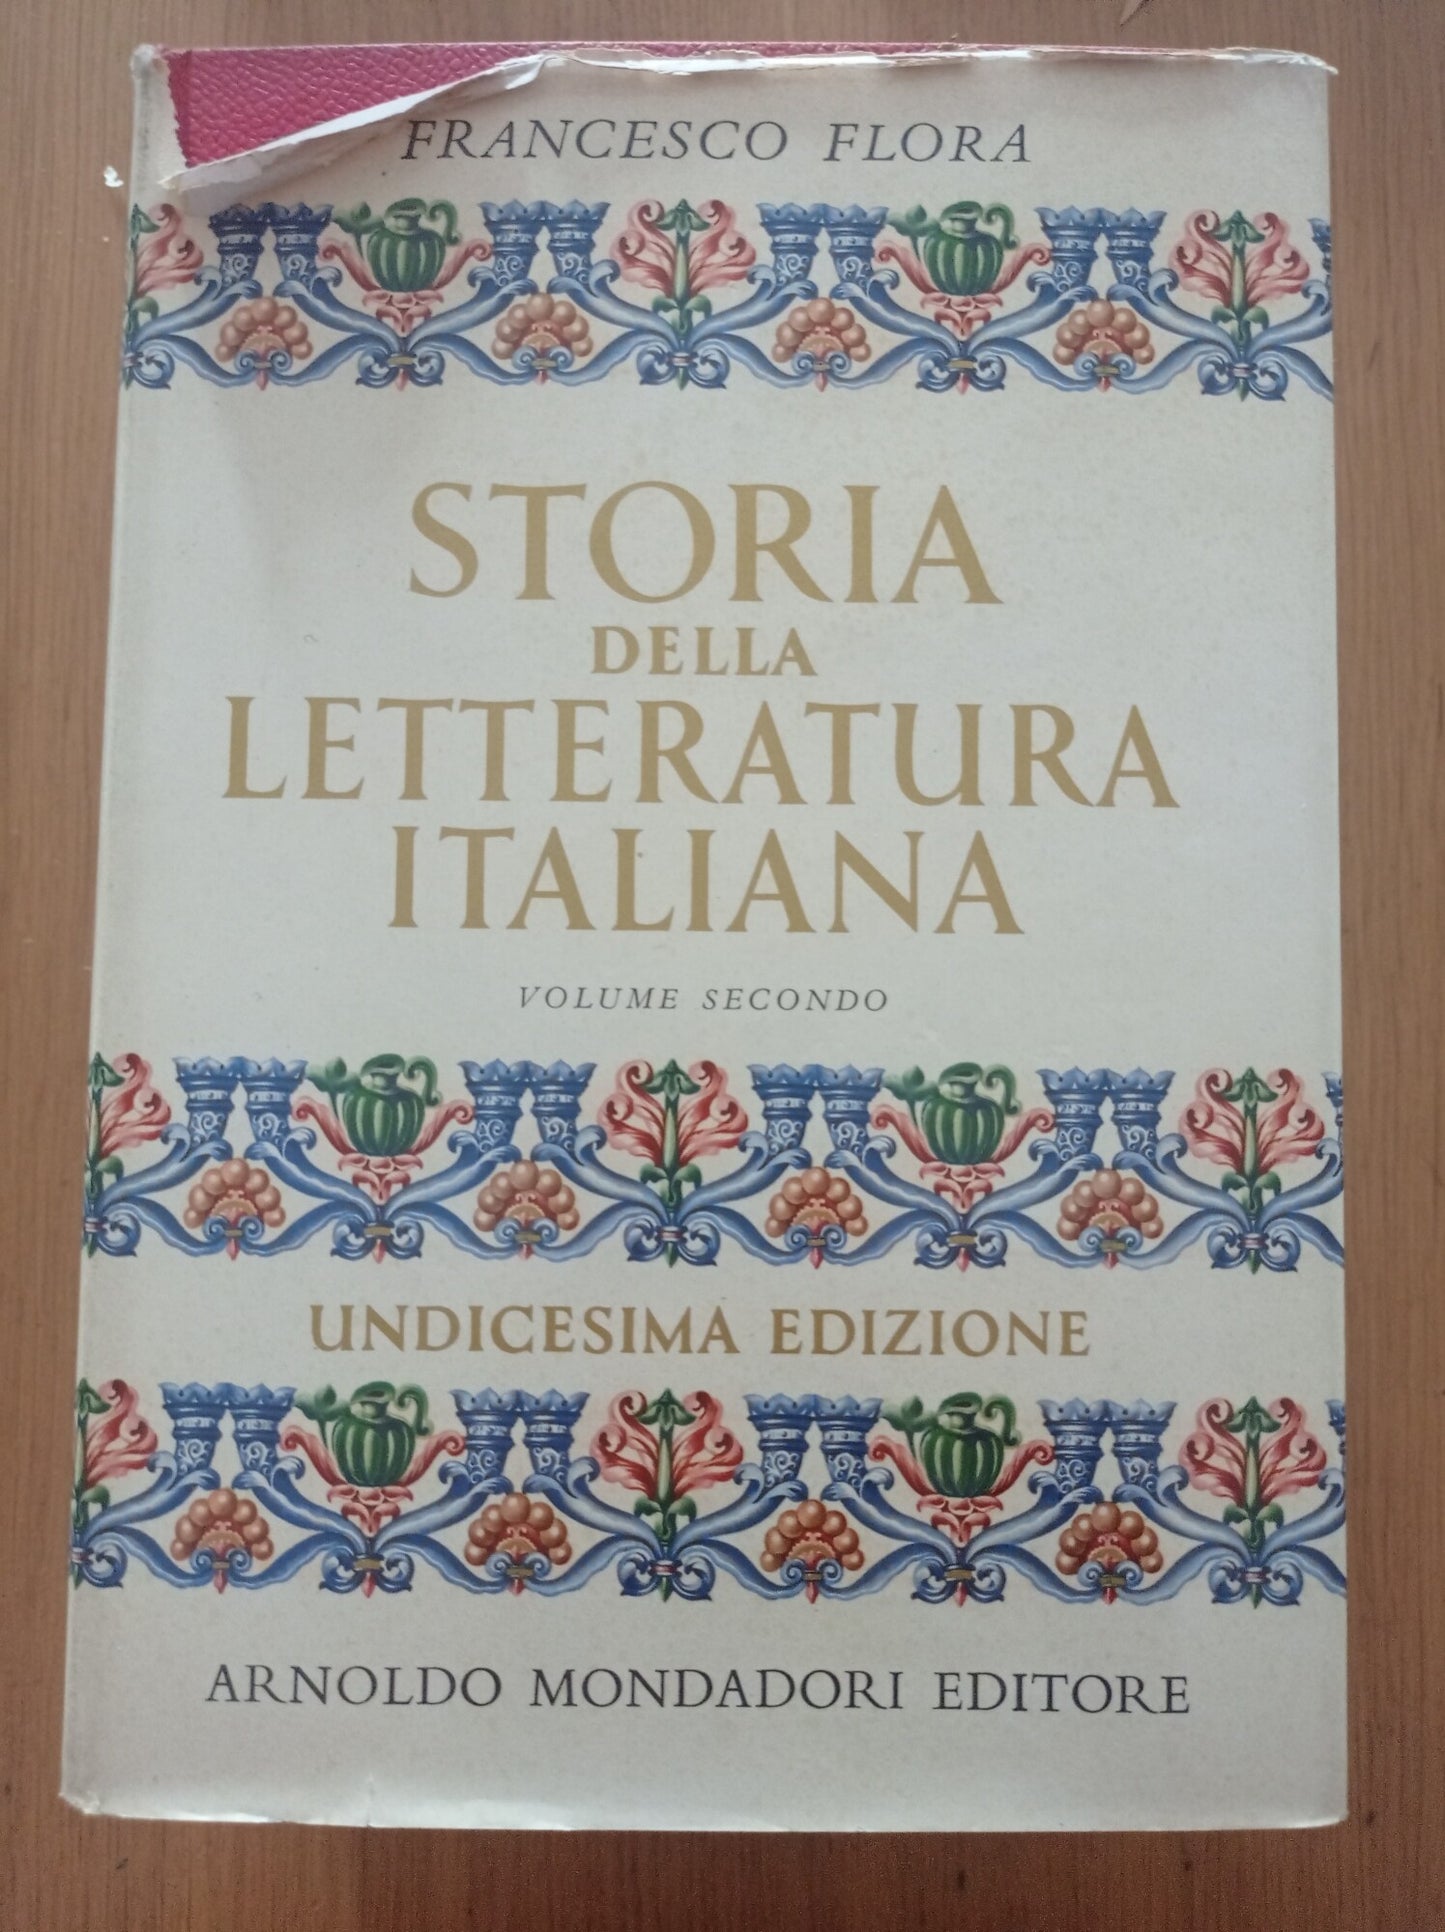 FRANCESCO FLORA
STORIA
DELLA
LETTERATURA
ITALIANA
VOLUME SECONDO
UNDICESIMA EDIZIONE
ARNOLDO MONDADORI EDITORE